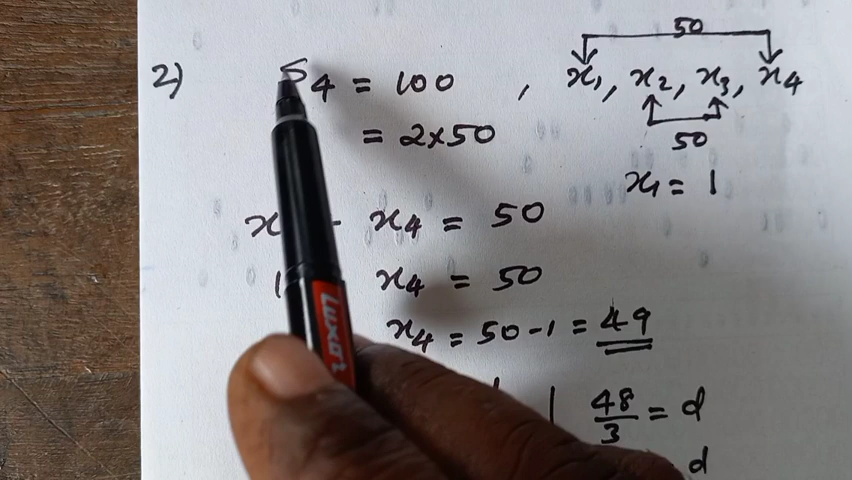 50
2) S4 = 100 , x1, x2, x3, x4
= 2×50
50
x1 = 1
x - x4 = 50
1 x4 = 50
x4 = 50-1 = 49
48/3 = d
d
Luxor